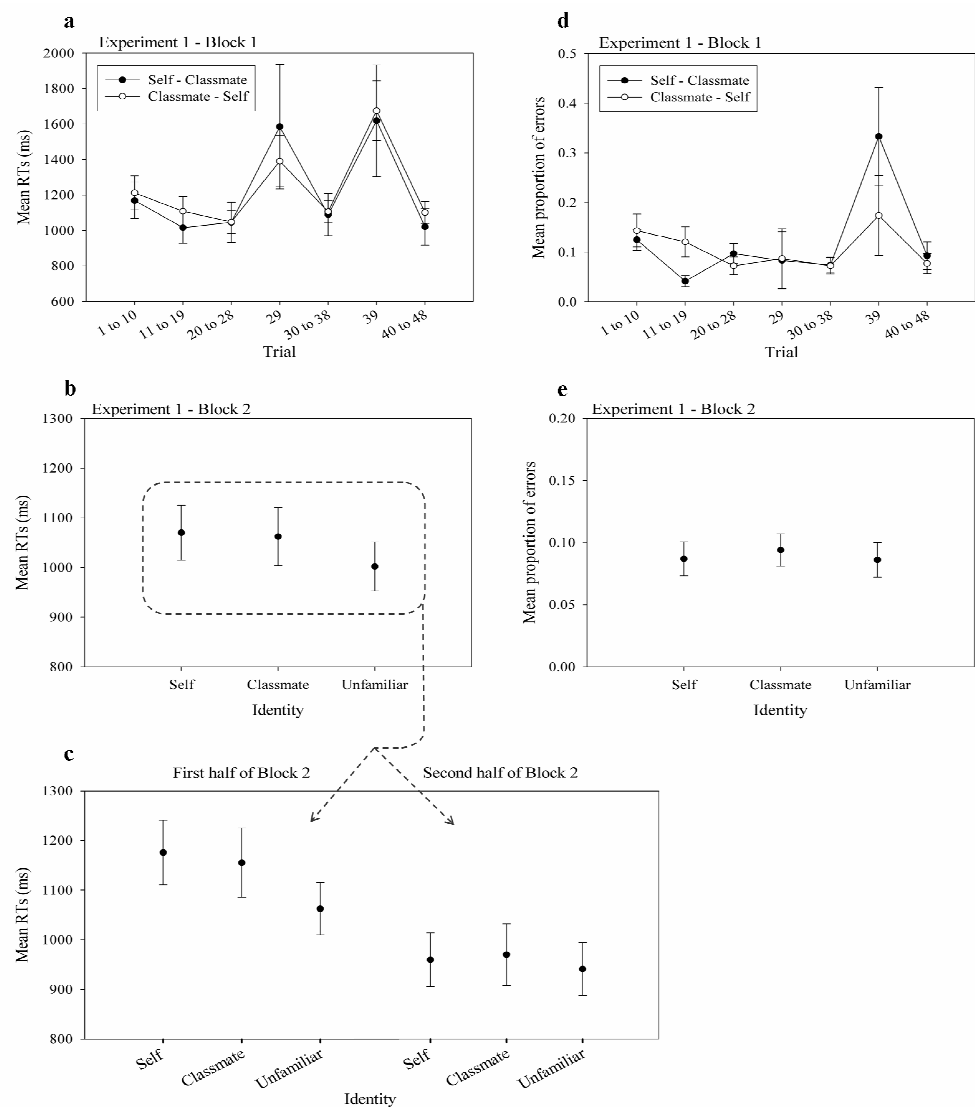 a
Experiment 1 - Block 1
2000
1800
1600
1400
1200
1000
800
600
Mean RTs (ms)
Self - Classmate
Classmate - Self
1 to 10
11 to 19
20 to 28
29
30 to 38
39
40 to 48
Trial
d
Experiment 1 - Block 1
0.5
0.4
0.3
0.2
0.1
0.0
Mean proportion of errors
Self - Classmate
Classmate - Self
1 to 10
11 to 19
20 to 28
29
30 to 38
39
40 to 48
Trial
b
Experiment 1 - Block 2
1300
1200
1100
1000
900
800
Mean RTs (ms)
Self
Classmate
Unfamiliar
Identity
e
Experiment 1 - Block 2
0.20
0.15
0.10
0.05
0.00
Mean proportion of errors
Self
Classmate
Unfamiliar
Identity
c
First half of Block 2
Second half of Block 2
1300
1200
1100
1000
900
800
Mean RTs (ms)
Self
Classmate
Unfamiliar
Self
Classmate
Unfamiliar
Identity